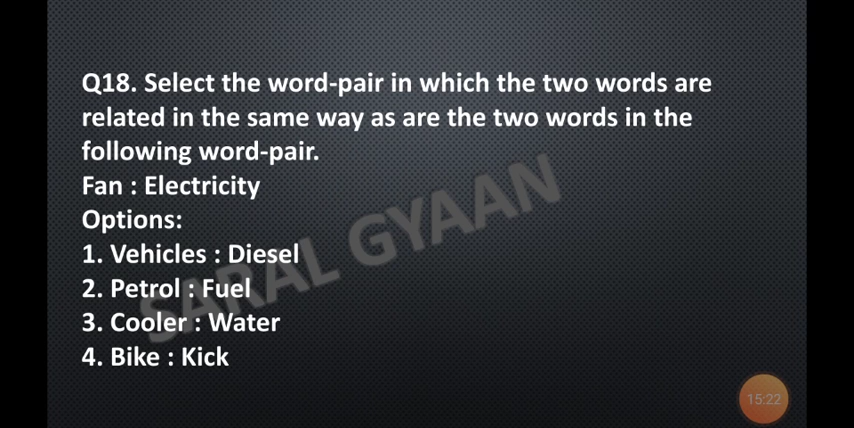 Q18. Select the word-pair in which the two words are
related in the same way as are the two words in the
following word-pair.
Fan : Electricity
Options:
1. Vehicles : Diesel
2. Petrol : Fuel
3. Cooler : Water
4. Bike : Kick
SARAL GYAAN
15:22